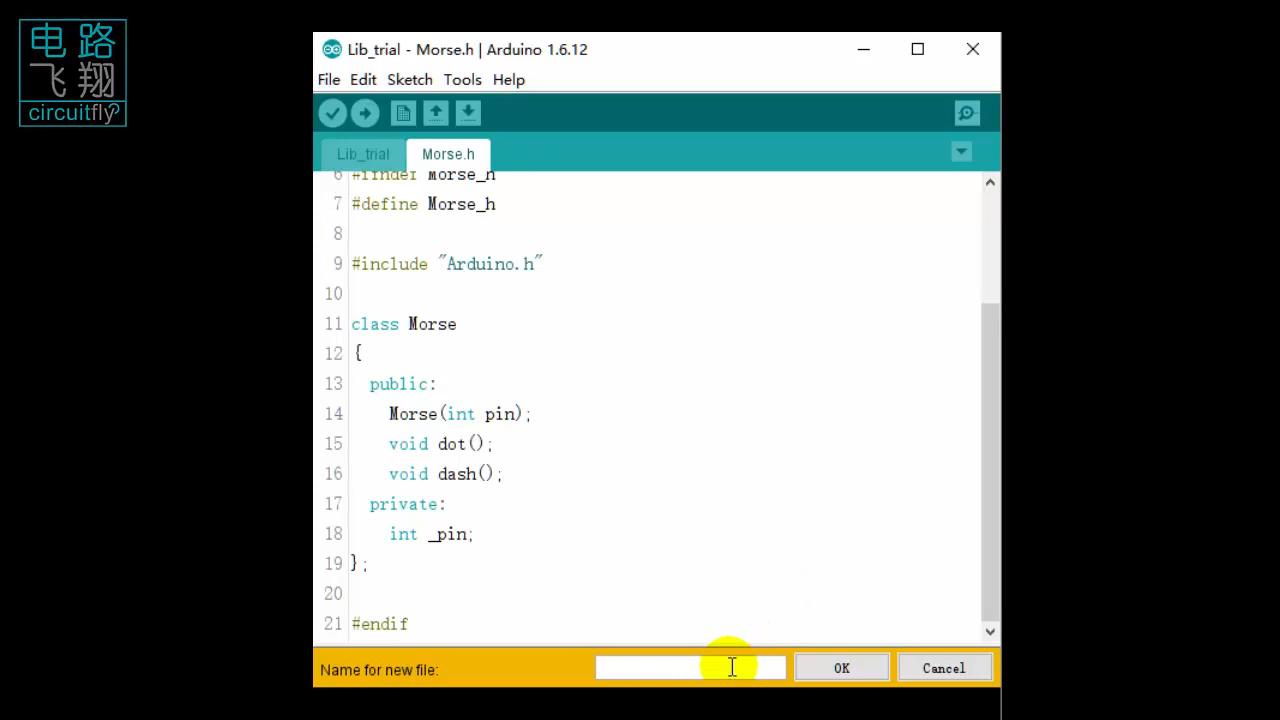 电路
飞翔
circuitfly
Lib_trial - Morse.h | Arduino 1.6.12
File Edit Sketch Tools Help
Lib_trial Morse.h
6 #ifndef Morse_h
7 #define Morse_h
8
9 #include "Arduino.h"
10
11 class Morse
12 {
13 public:
14 Morse(int pin);
15 void dot();
16 void dash();
17 private:
18 int _pin;
19 };
20
21 #endif
Name for new file: OK Cancel